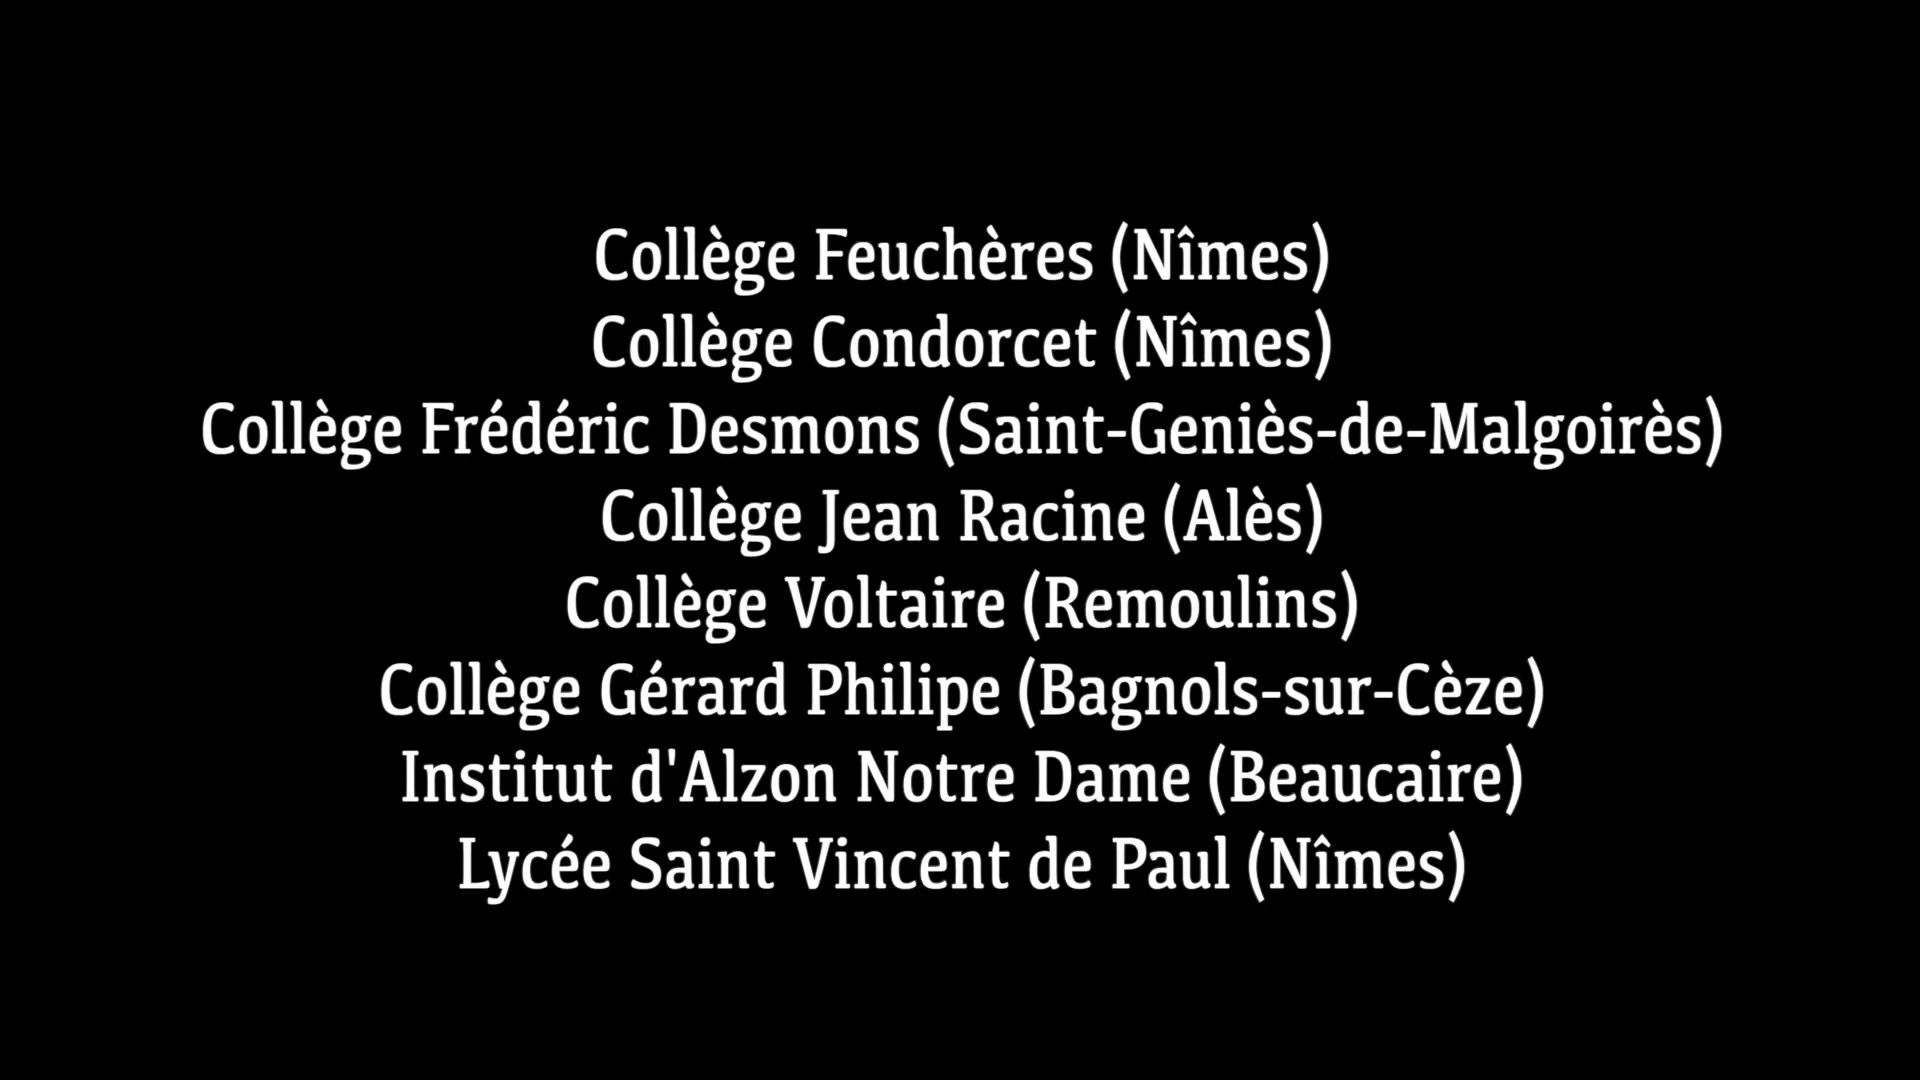 Collège Feuchères (Nîmes)
Collège Condorcet (Nîmes)
Collège Frédéric Desmons (Saint-Geniès-de-Malgoirès)
Collège Jean Racine (Alès)
Collège Voltaire (Remoulins)
Collège Gérard Philipe (Bagnols-sur-Cèze)
Institut d'Alzon Notre Dame (Beaucaire)
Lycée Saint Vincent de Paul (Nîmes)